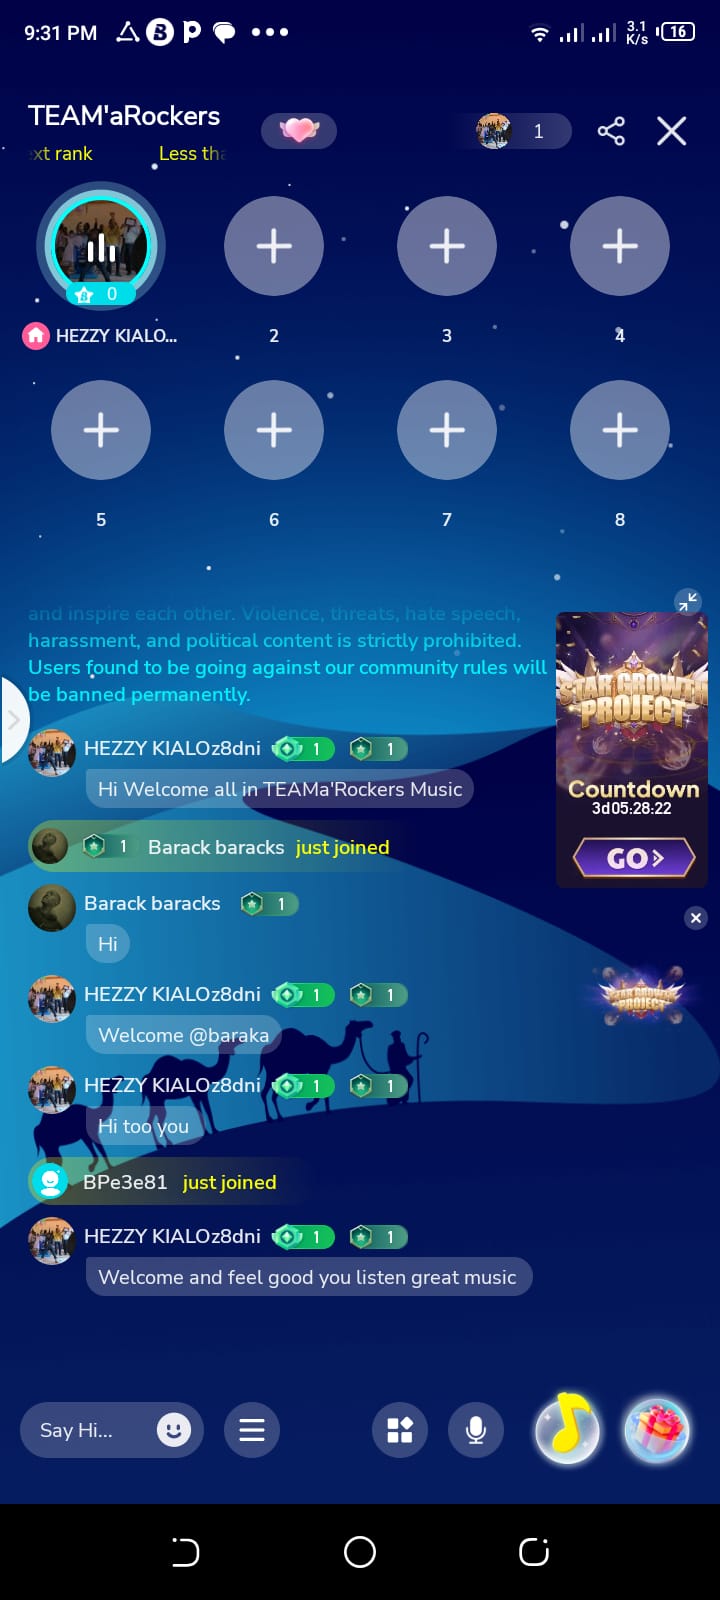 9:31 PM
3.1
K/s
16
TEAM'aRockers
1
xt rank Less tha
0
HEZZY KIALO...
2
3
4
5
6
7
8
and inspire each other. Violence, threats, hate speech,
harassment, and political content is strictly prohibited.
Users found to be going against our community rules will
be banned permanently.
STAR GROWTH
PROJECT
Countdown
3d05:28:22
GO
HEZZY KIALOz8dni 1 1
Hi Welcome all in TEAMa'Rockers Music
1 Barack baracks just joined
Barack baracks 1
Hi
HEZZY KIALOz8dni 1 1
Welcome @baraka
STAR GROWTH
PROJECT
HEZZY KIALOz8dni 1 1
Hi too you
BPe3e81 just joined
HEZZY KIALOz8dni 1 1
Welcome and feel good you listen great music
Say Hi...